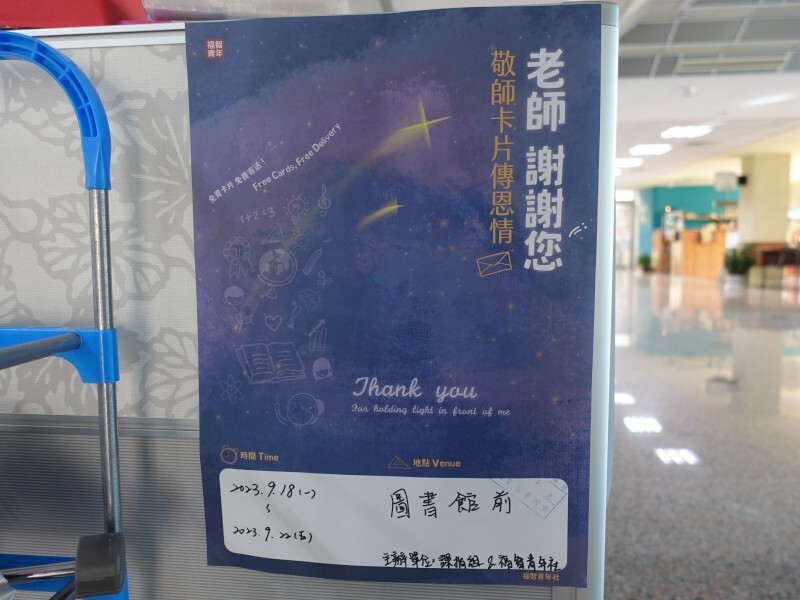 福智
青年
老師 謝謝您
敬師卡片傳恩情
免費卡片 免費寄送！
Free Cards, Free Delivery
1+2=3
Thank you
For holding light in front of me
時間 Time
地點 Venue
2023.9.18(一)
2023.9.22(五)
圖書館前
主辦單位:課指組 & 福智青年社
福智青年社